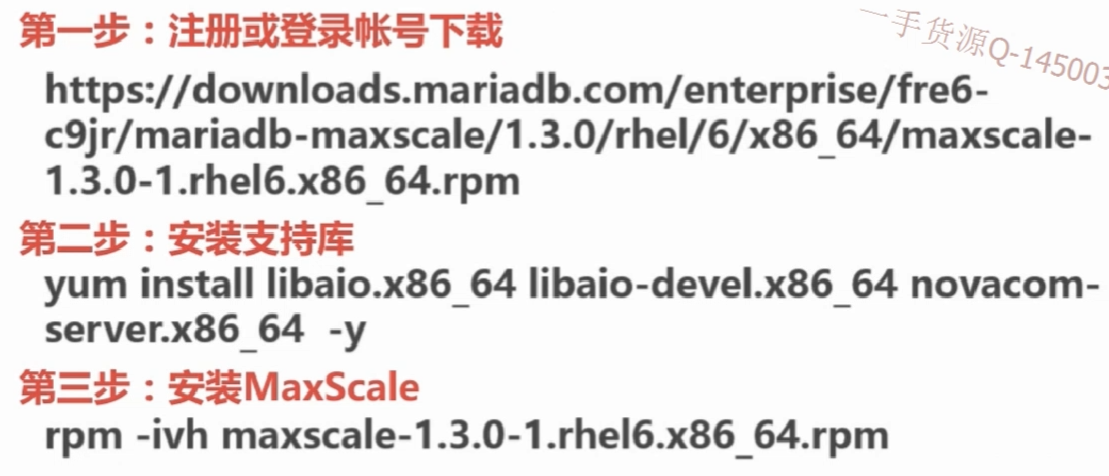 第一步：注册或登录帐号下载
一手货源Q-145003
https://downloads.mariadb.com/enterprise/fre6-
c9jr/mariadb-maxscale/1.3.0/rhel/6/x86_64/maxscale-
1.3.0-1.rhel6.x86_64.rpm
第二步：安装支持库
yum install libaio.x86_64 libaio-devel.x86_64 novacom-
server.x86_64  -y
第三步：安装MaxScale
rpm -ivh maxscale-1.3.0-1.rhel6.x86_64.rpm